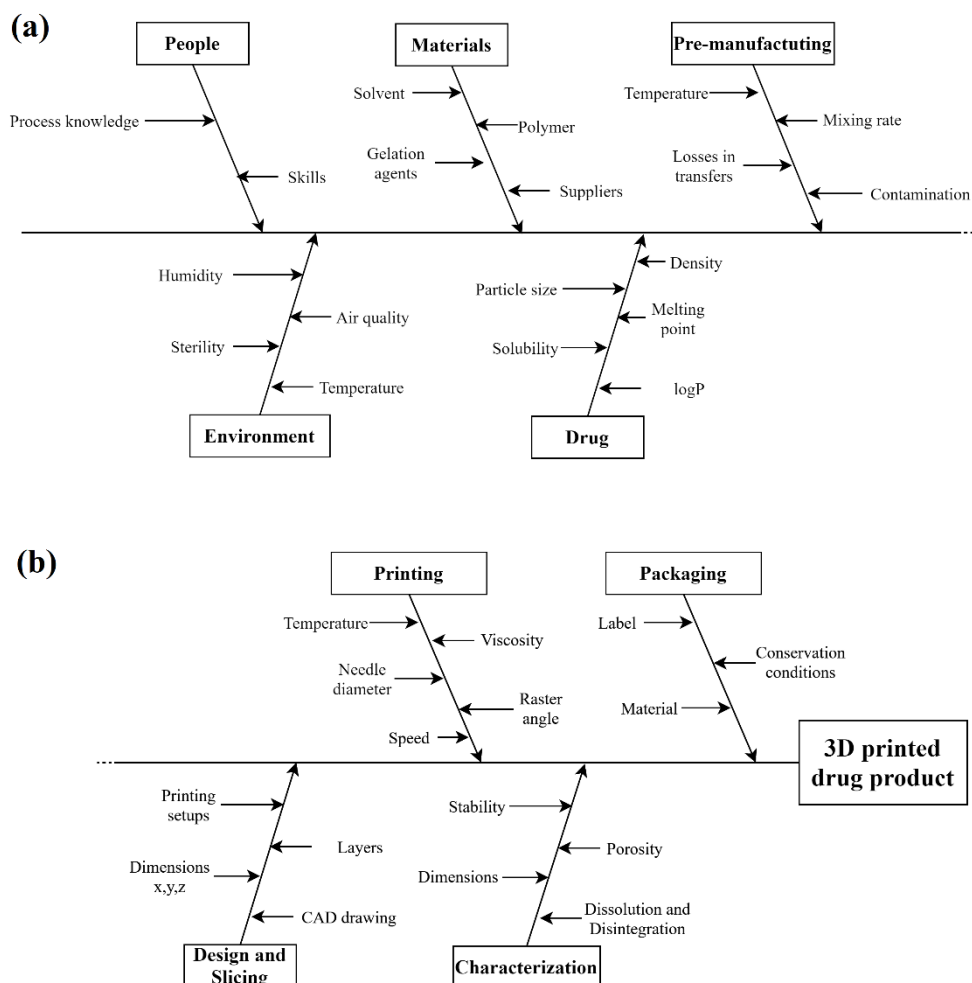 (a)
People
Materials
Pre-manufactuting
Process knowledge
Skills
Solvent
Polymer
Gelation
agents
Suppliers
Temperature
Mixing rate
Losses in
transfers
Contamination
Humidity
Air quality
Sterility
Temperature
Environment
Density
Particle size
Melting
point
Solubility
logP
Drug
(b)
Printing
Packaging
Temperature
Viscosity
Needle
diameter
Raster
angle
Speed
Label
Conservation
conditions
Material
3D printed
drug product
Printing
setups
Layers
Dimensions
x,y,z
CAD drawing
Design and
Slicing
Stability
Porosity
Dimensions
Dissolution and
Disintegration
Characterization